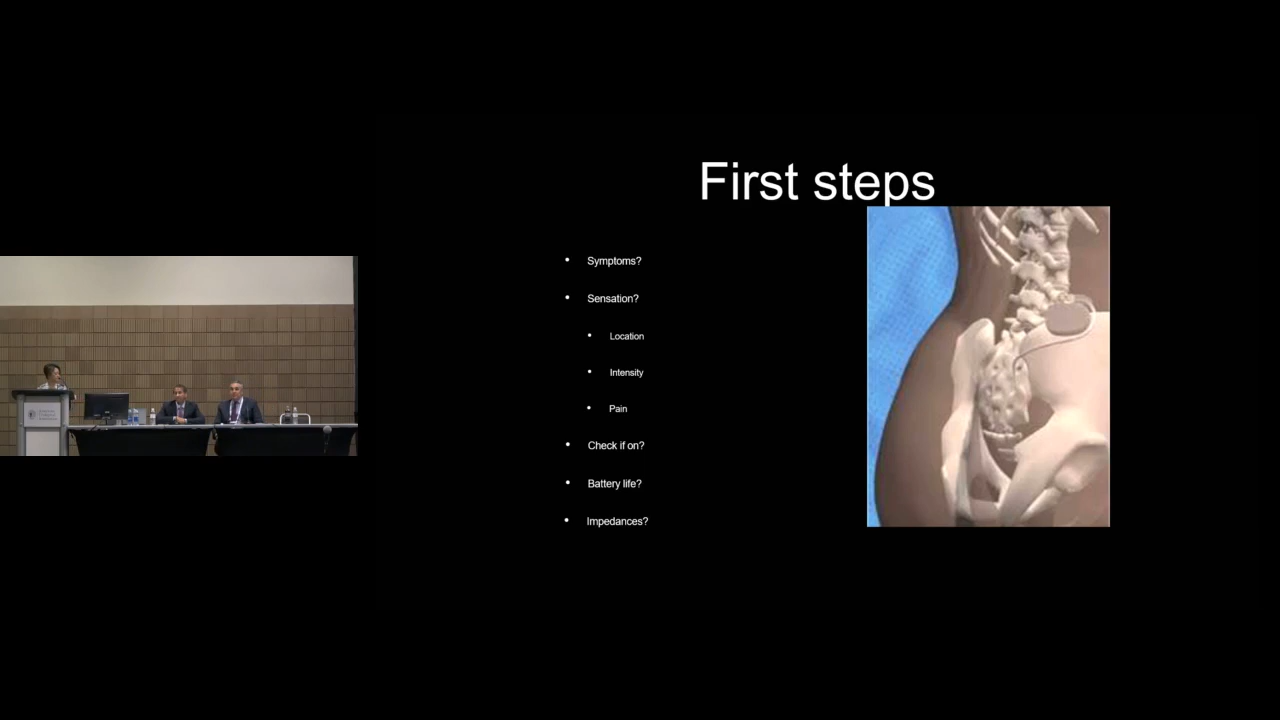 First steps
• Symptoms?
• Sensation?
• Location
• Intensity
• Pain
• Check if on?
• Battery life?
• Impedances?